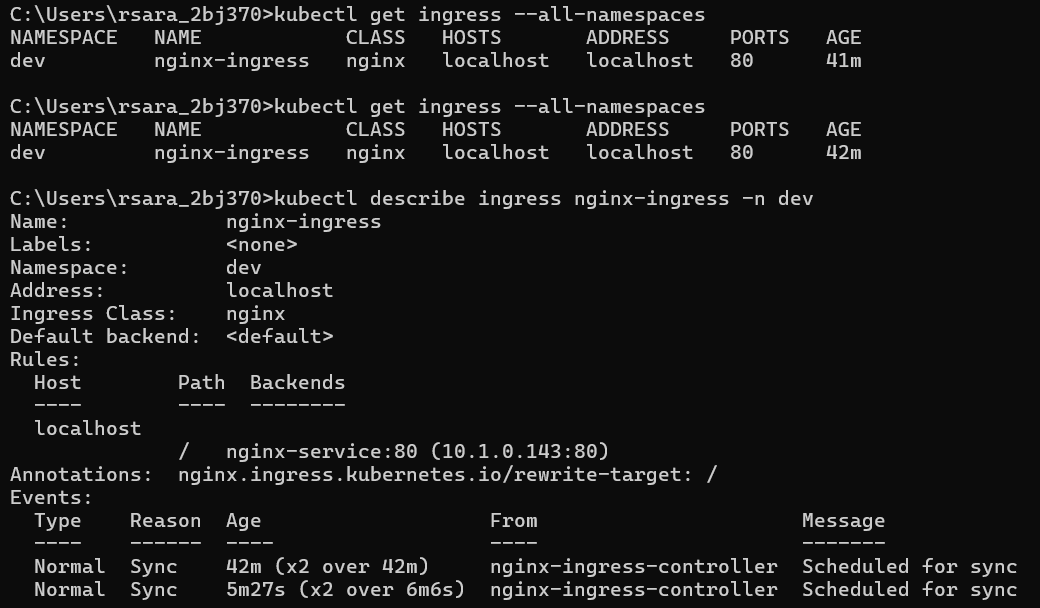 C:\Users\rsara_2bj370>kubectl get ingress --all-namespaces
NAMESPACE   NAME            CLASS   HOSTS       ADDRESS     PORTS   AGE
dev         nginx-ingress   nginx   localhost   localhost   80      41m

C:\Users\rsara_2bj370>kubectl get ingress --all-namespaces
NAMESPACE   NAME            CLASS   HOSTS       ADDRESS     PORTS   AGE
dev         nginx-ingress   nginx   localhost   localhost   80      42m

C:\Users\rsara_2bj370>kubectl describe ingress nginx-ingress -n dev
Name:             nginx-ingress
Labels:           <none>
Namespace:        dev
Address:          localhost
Ingress Class:    nginx
Default backend:  <default>
Rules:
  Host        Path  Backends
  ----        ----  --------
  localhost
              /   nginx-service:80 (10.1.0.143:80)
Annotations:  nginx.ingress.kubernetes.io/rewrite-target: /
Events:
  Type    Reason  Age                   From                      Message
  ----    ------  ----                  ----                      -------
  Normal  Sync    42m (x2 over 42m)     nginx-ingress-controller  Scheduled for sync
  Normal  Sync    5m27s (x2 over 6m6s)  nginx-ingress-controller  Scheduled for sync